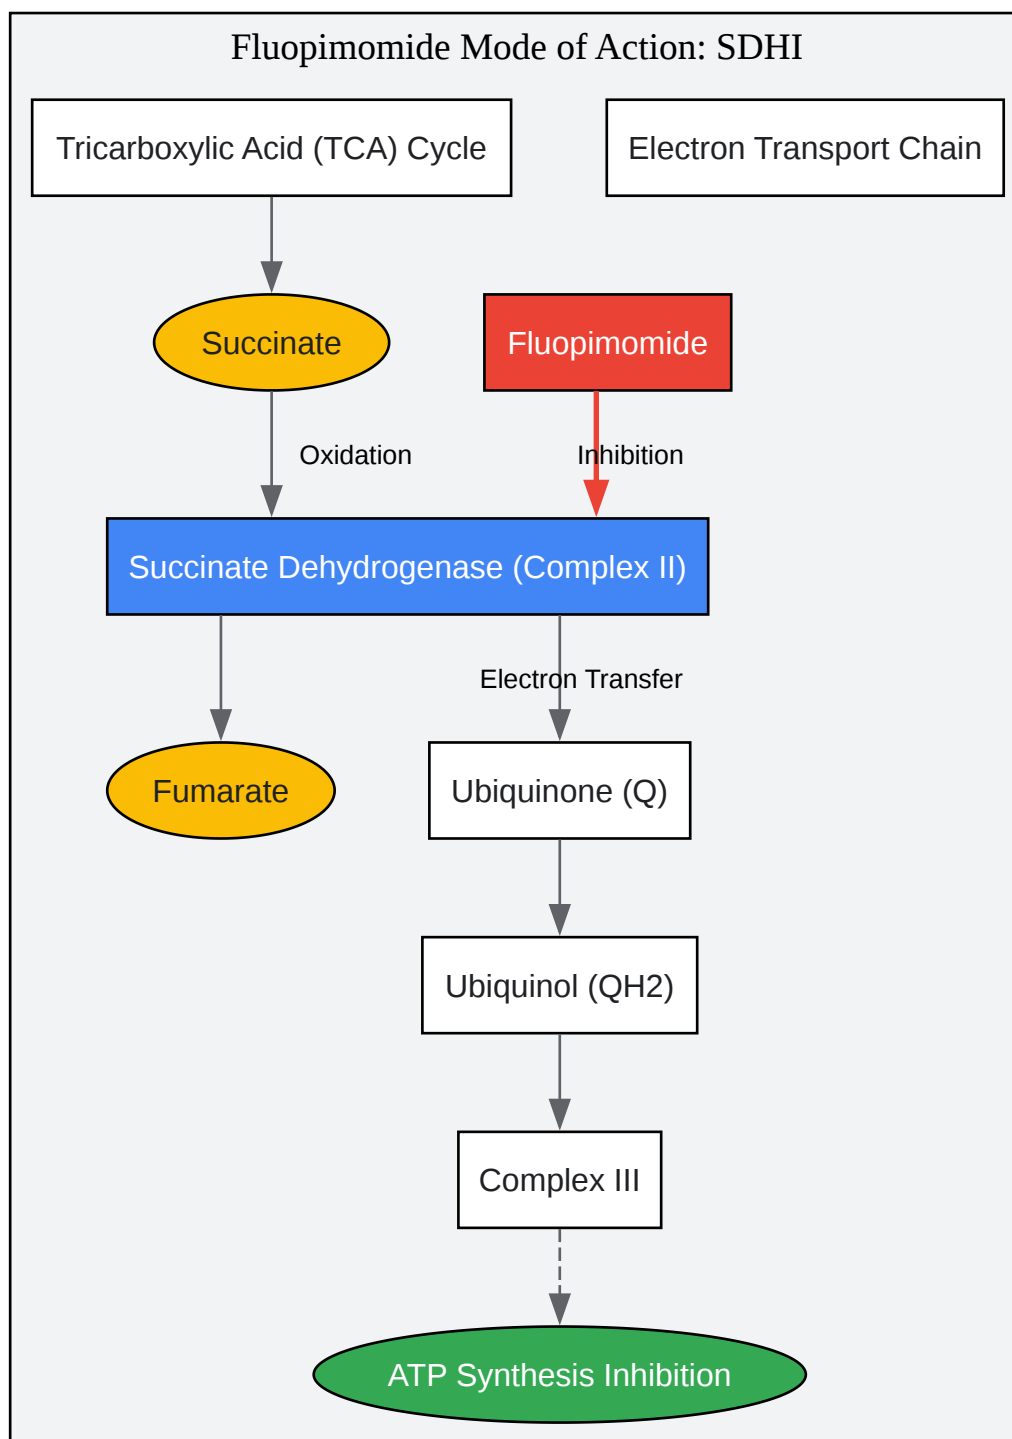 Fluopimomide Mode of Action: SDHI
Tricarboxylic Acid (TCA) Cycle
Electron Transport Chain
Succinate
Fluopimomide
Oxidation
Inhibition
Succinate Dehydrogenase (Complex II)
Electron Transfer
Fumarate
Ubiquinone (Q)
Ubiquinol (QH2)
Complex III
ATP Synthesis Inhibition